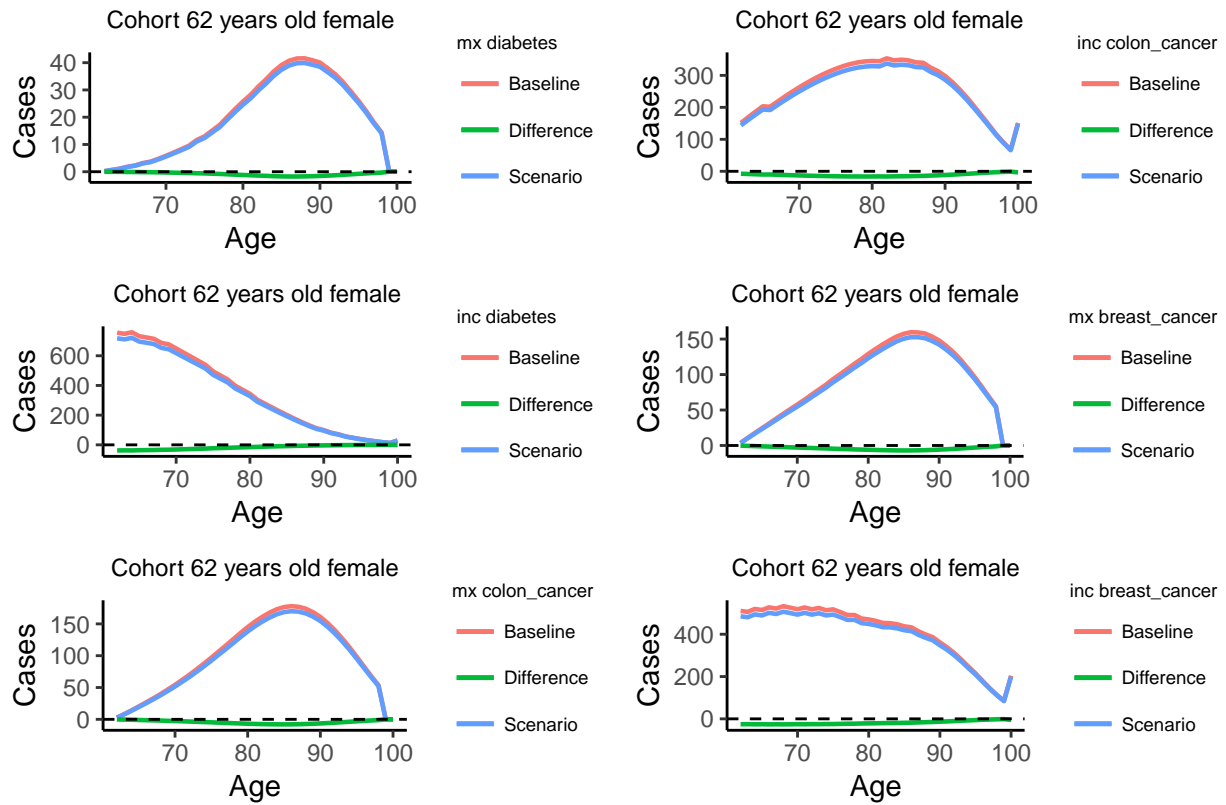 Cohort 62 years old female
Cases
40
30
20
10
0
70 80 90 100
Age
mx diabetes
Baseline
Difference
Scenario
Cohort 62 years old female
Cases
300
200
100
0
70 80 90 100
Age
inc colon_cancer
Baseline
Difference
Scenario
Cohort 62 years old female
Cases
600
400
200
0
70 80 90 100
Age
inc diabetes
Baseline
Difference
Scenario
Cohort 62 years old female
Cases
150
100
50
0
70 80 90 100
Age
mx breast_cancer
Baseline
Difference
Scenario
Cohort 62 years old female
Cases
150
100
50
0
70 80 90 100
Age
mx colon_cancer
Baseline
Difference
Scenario
Cohort 62 years old female
Cases
400
200
0
70 80 90 100
Age
inc breast_cancer
Baseline
Difference
Scenario